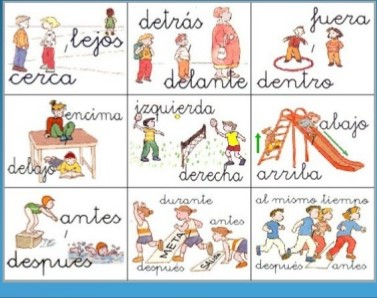 lejos
cerca
detrás
delante
fuera
dentro
encima
debajo
izquierda
derecha
abajo
arriba
antes
después
durante
antes
META
SALIDA
después
al mismo tiempo
después antes